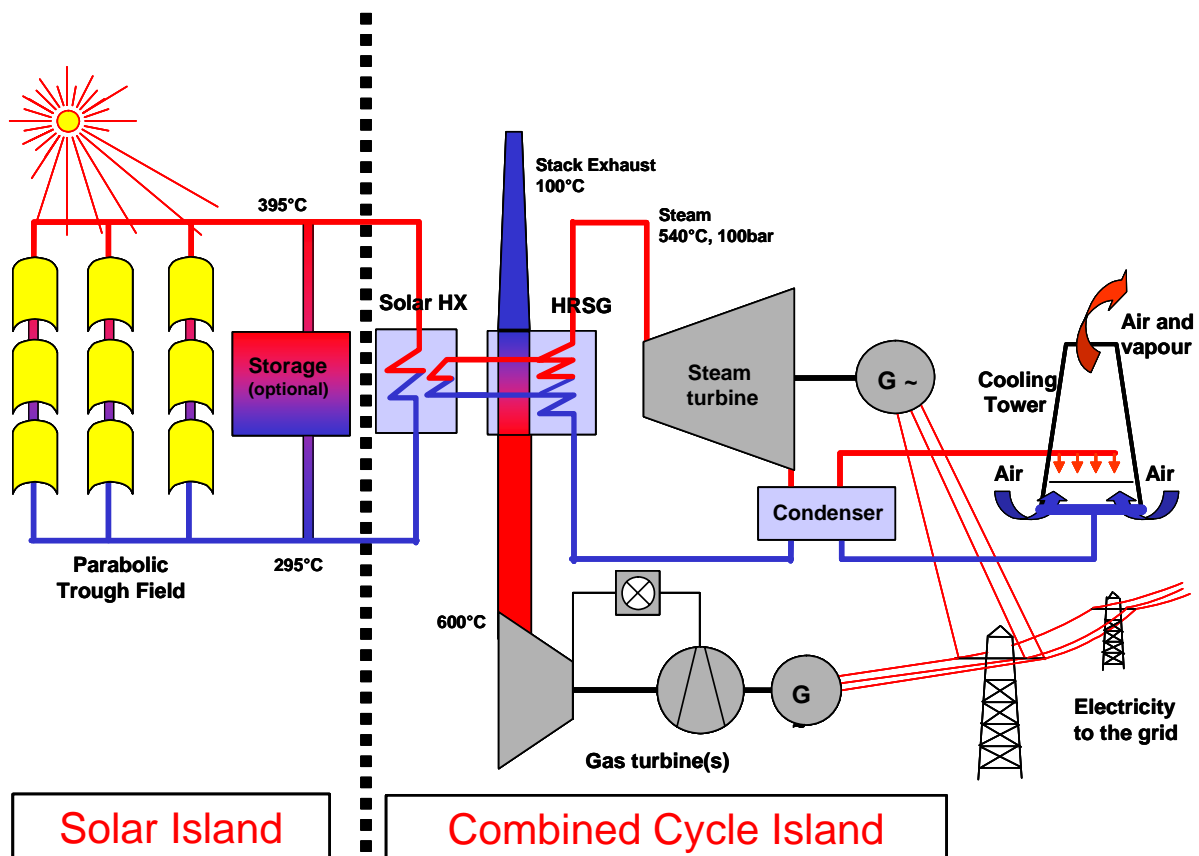 Stack Exhaust
100°C
395°C
Steam
540°C, 100bar
Solar HX
HRSG
Air and
vapour
Storage
(optional)
Steam
turbine
G ~
Cooling
Tower
Air
Air
Condenser
295°C
Parabolic
Trough Field
600°C
G
~
Electricity
to the grid
Gas turbine(s)
Solar Island
Combined Cycle Island